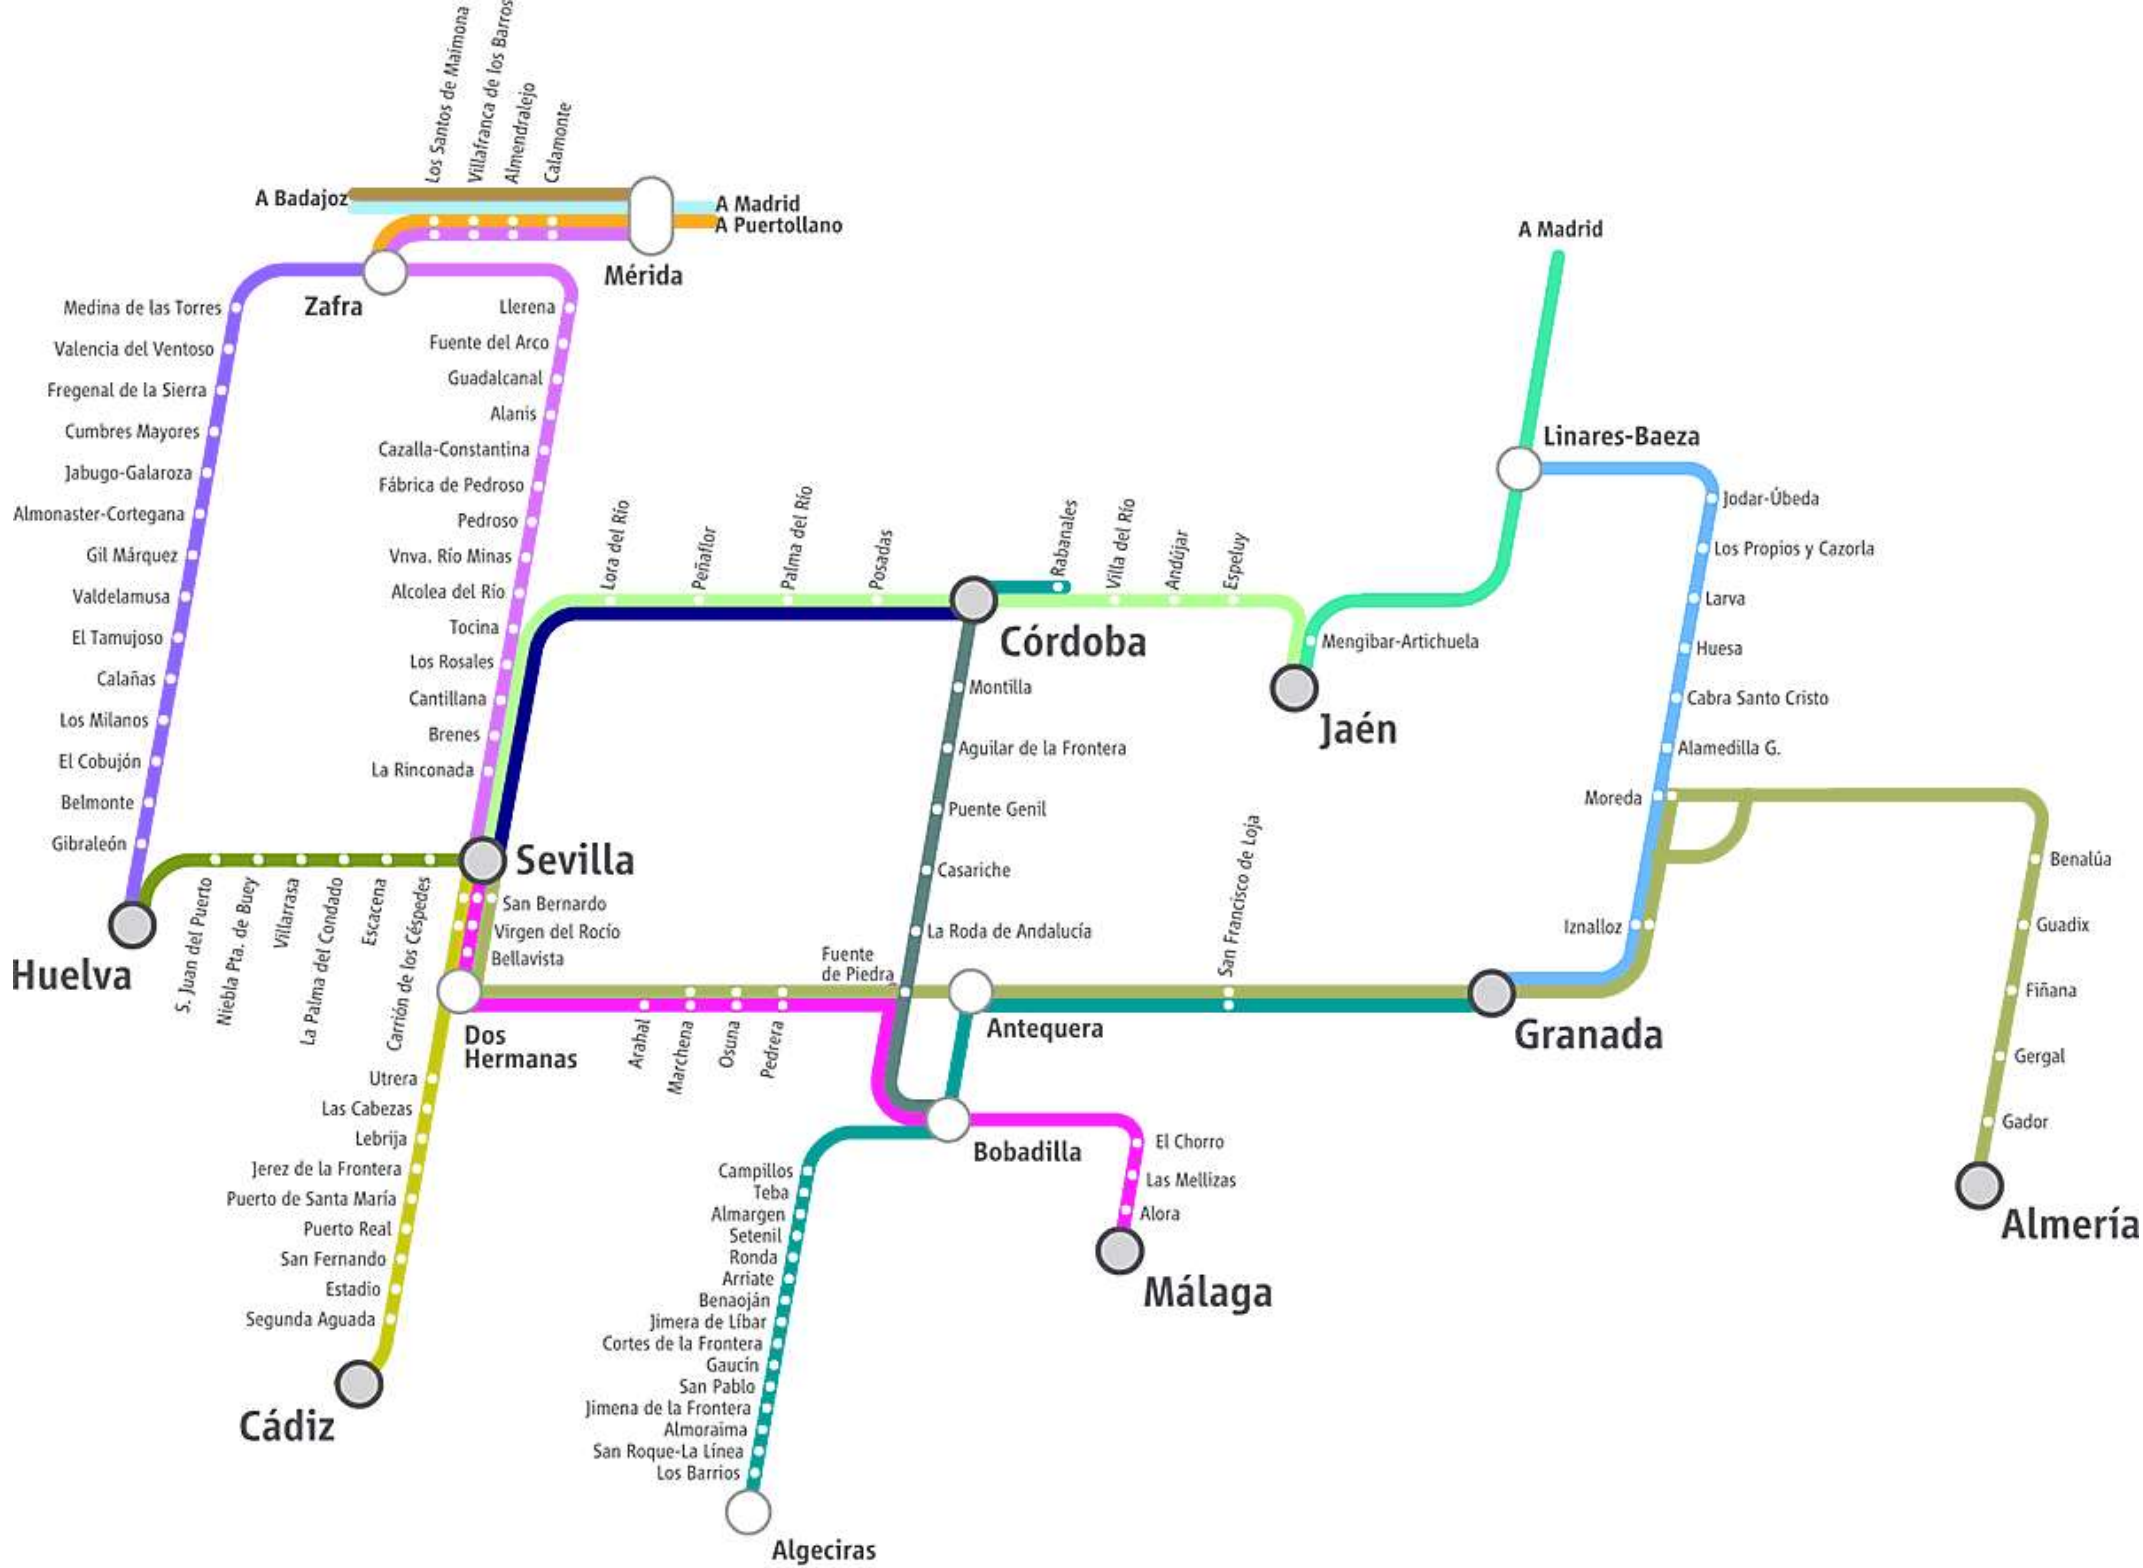 Los Santos de Maimona
Villafranca de los Barros
Almendralejo
Calamonte
A Badajoz
A Madrid
A Puertollano
Mérida
Zafra
A Madrid
Medina de las Torres
Valencia del Ventoso
Fregenal de la Sierra
Cumbres Mayores
Jabugo-Galaroza
Almonaster-Cortegana
Gil Márquez
Valdelamusa
El Tamujoso
Calañas
Los Milanos
El Cobujón
Belmonte
Gibraleón
Huelva
Llerena
Fuente del Arco
Guadalcanal
Alanis
Cazalla-Constantina
Fábrica de Pedroso
Pedroso
Vnva. Río Minas
Alcolea del Río
Tocina
Los Rosales
Cantillana
Brenes
La Rinconada
Sevilla
Lora del Río
Peñaflor
Palma del Río
Posadas
Córdoba
Rabanales
Villa del Río
Andújar
Espeluy
Mengibar-Artichuela
Jaén
Linares-Baeza
Jodar-Úbeda
Los Propios y Cazorla
Larva
Huesa
Cabra Santo Cristo
Alamedilla G.
Moreda
Iznalloz
Montilla
Aguilar de la Frontera
Puente Genil
Casariche
La Roda de Andalucía
Fuente
de Piedra
S. Juan del Puerto
Niebla Pta. de Buey
Villarrasa
La Palma del Condado
Escacena
Carrión de los Céspedes
San Bernardo
Virgen del Rocío
Bellavista
Dos
Hermanas
Arahal
Marchena
Osuna
Pedrera
Antequera
San Francisco de Loja
Granada
Benalúa
Guadix
Fiñana
Gergal
Gador
Almería
Utrera
Las Cabezas
Lebrija
Jerez de la Frontera
Puerto de Santa María
Puerto Real
San Fernando
Estadio
Segunda Aguada
Cádiz
Bobadilla
El Chorro
Las Mellizas
Alora
Málaga
Campillos
Teba
Almargen
Setenil
Ronda
Arriate
Benaoján
Jimera de Líbar
Cortes de la Frontera
Gaucín
San Pablo
Jimena de la Frontera
Almoraima
San Roque-La Línea
Los Barrios
Algeciras